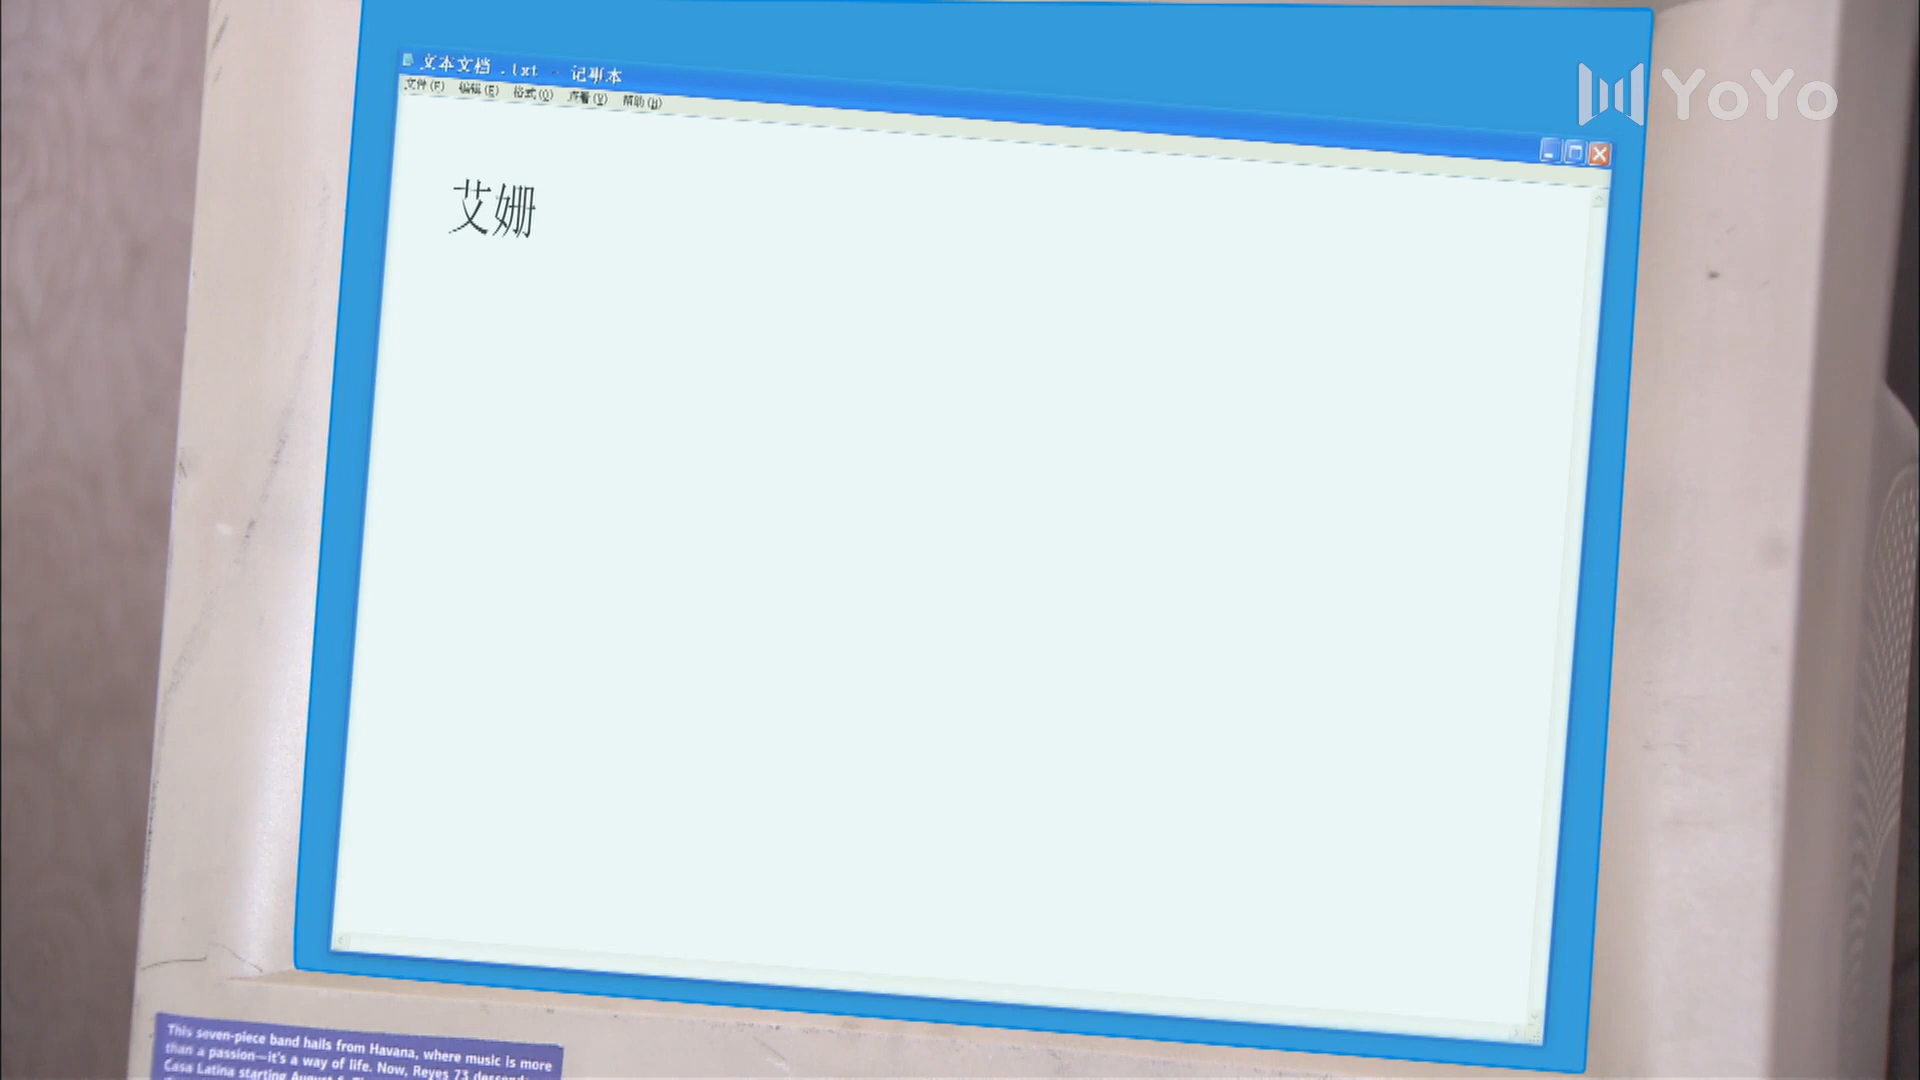 YoYo
文本文档 .txt - 记事本
文件(F) 编辑(E) 格式(O) 查看(V) 帮助(H)
艾姗
This seven-piece band hails from Havana, where music is more
than a passion—it's a way of life. Now, Reyes 73
Casa Latina starting August 6.